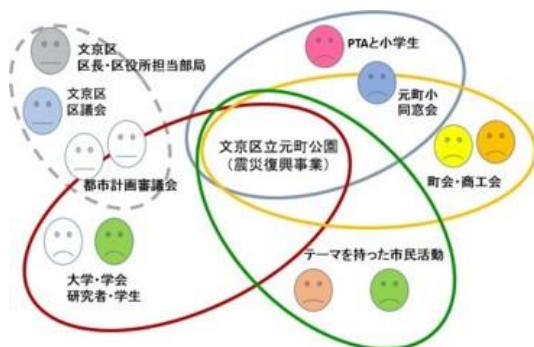 文京区
区長・区役所担当部局
文京区
区議会
都市計画審議会
大学・学会
研究者・学生
文京区立元町公園
(震災復興事業)
PTAと小学生
元町小
同窓会
町会・商工会
テーマを持った市民活動